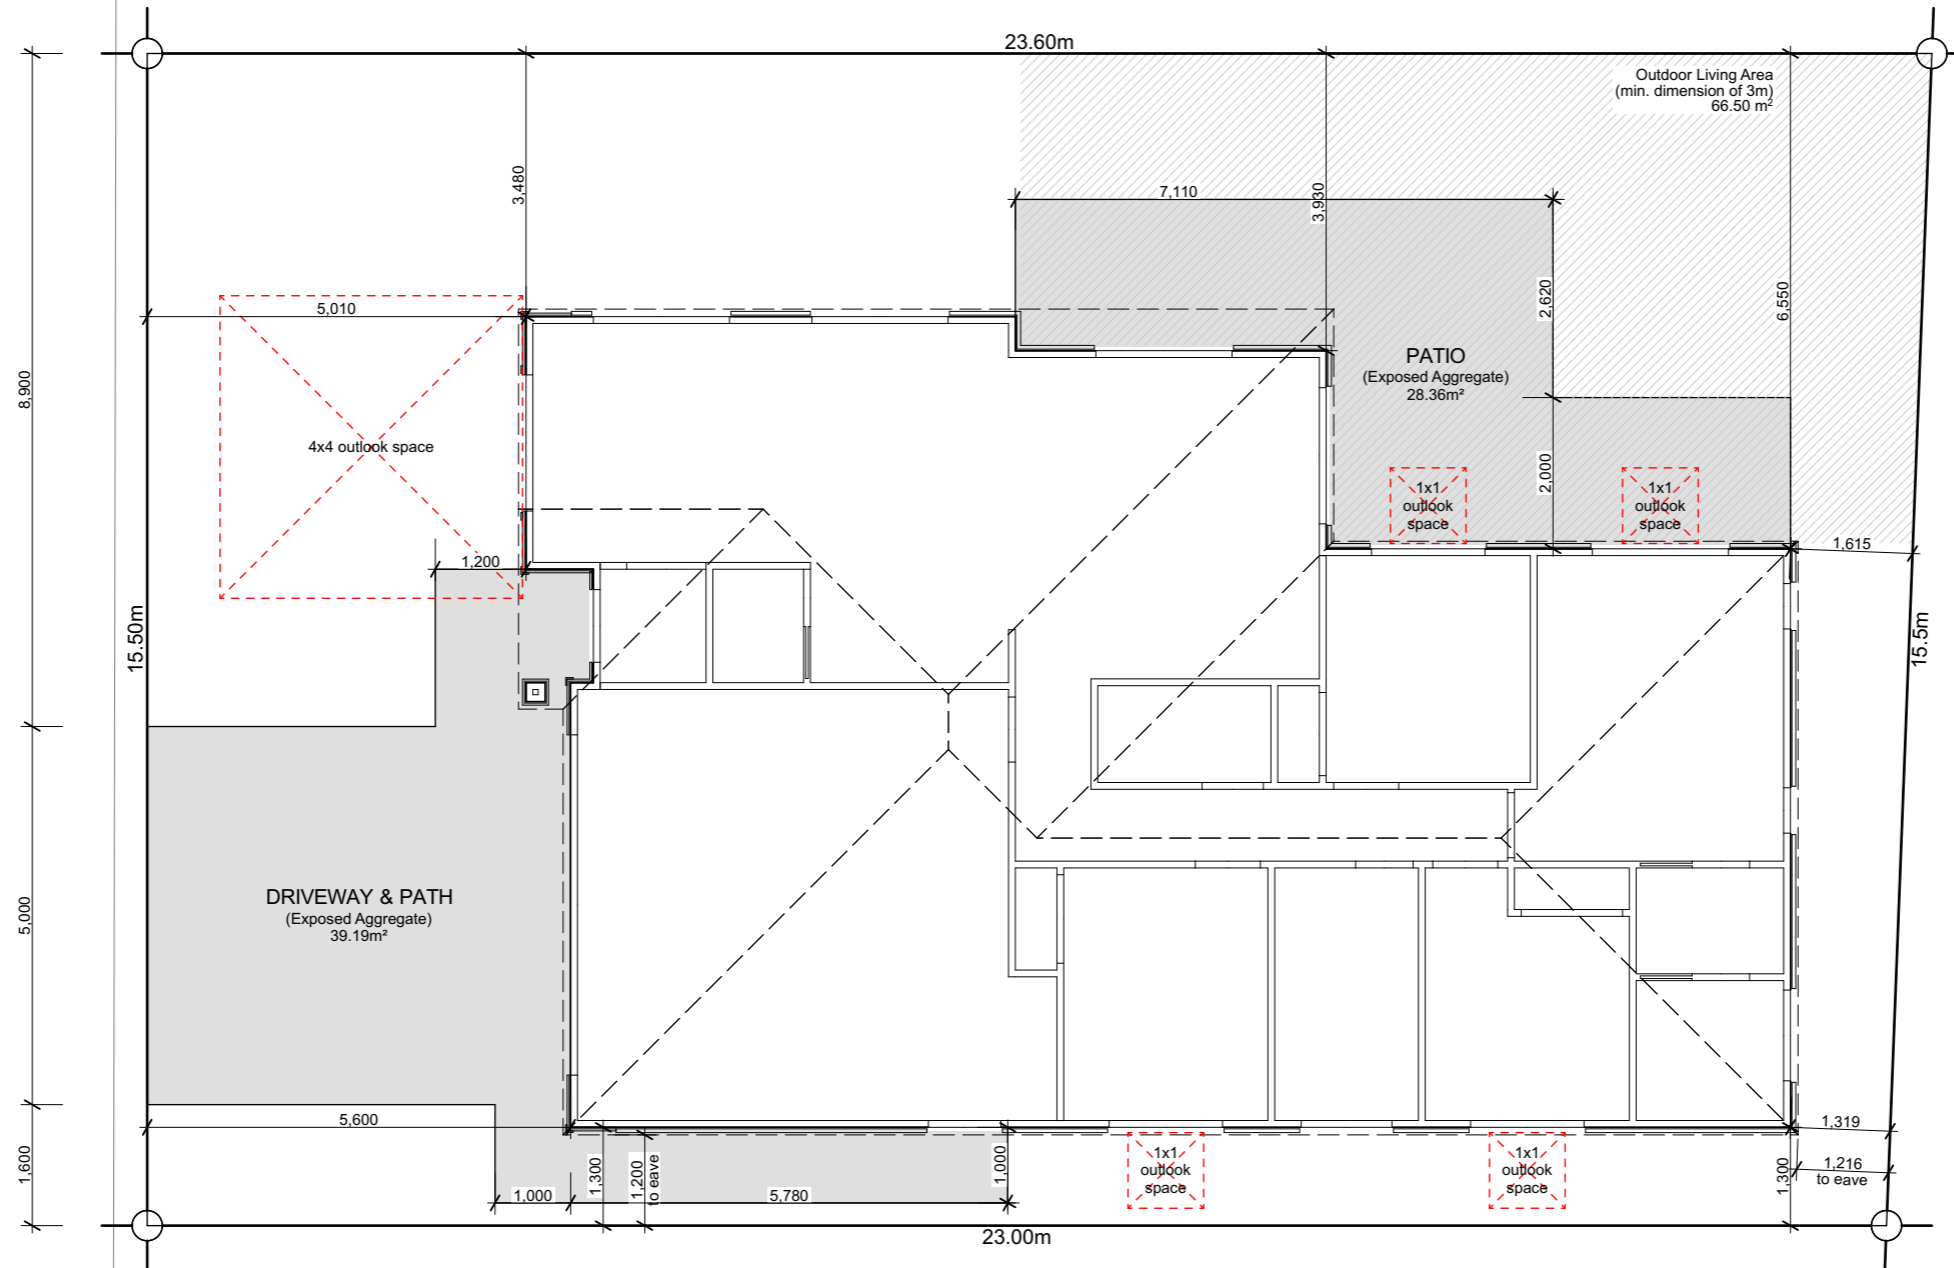 23.60m
Outdoor Living Area
(min. dimension of 3m)
66.50 m²
3,480
7,110
3,930
2,620
6,550
5,010
PATIO
(Exposed Aggregate)
28.36m²
8,900
4x4 outlook space
2,000
1x1
outlook
space
1x1
outlook
space
1,615
1,200
15.50m
15.5m
DRIVEWAY & PATH
(Exposed Aggregate)
39.19m²
5,000
5,600
1,319
1,600
1,300
1,200
to eave
1,000
1x1
outlook
space
1x1
outlook
space
1,300
1,216
to eave
1,000
5,780
23.00m